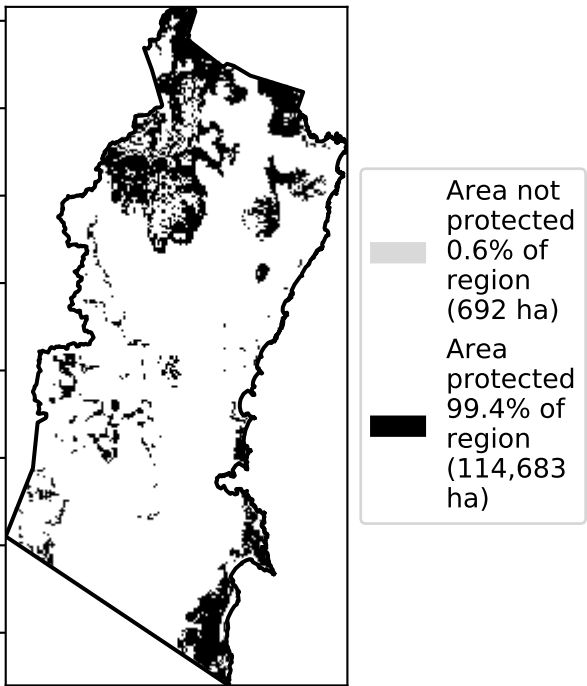 Area not
protected
0.6% of
region
(692 ha)
Area
protected
99.4% of
region
(114,683
ha)